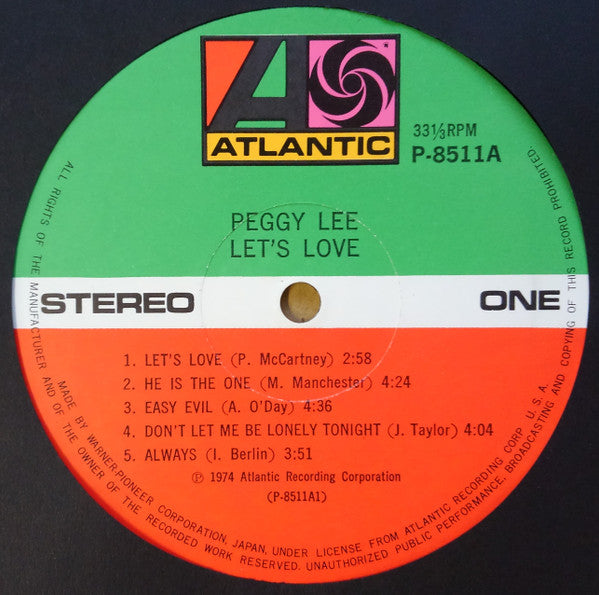 ATLANTIC
33⅓RPM
P-8511A
PEGGY LEE
LET'S LOVE
STEREO
ONE
1. LET'S LOVE (P. McCartney) 2:58
2. HE IS THE ONE (M. Manchester) 4:24
3. EASY EVIL (A. O'Day) 4:36
4. DON'T LET ME BE LONELY TONIGHT (J. Taylor) 4:04
5. ALWAYS (I. Berlin) 3:51
℗ 1974 Atlantic Recording Corporation
(P-8511A1)
MADE BY WARNER-PIONEER CORPORATION, JAPAN, UNDER LICENSE FROM ATLANTIC RECORDING CORP. U.S.A.
ALL RIGHTS OF THE MANUFACTURER AND OF THE OWNER OF THE RECORDED WORK RESERVED. UNAUTHORIZED PUBLIC PERFORMANCE, BROADCASTING AND COPYING OF THIS RECORD PROHIBITED.